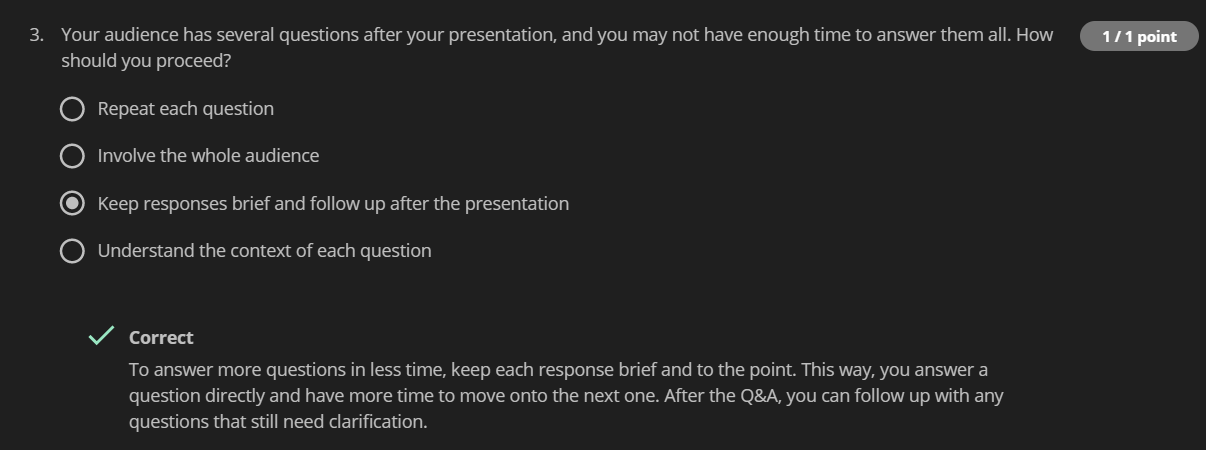 3. Your audience has several questions after your presentation, and you may not have enough time to answer them all. How
should you proceed?
1 / 1 point
Repeat each question
Involve the whole audience
Keep responses brief and follow up after the presentation
Understand the context of each question
Correct
To answer more questions in less time, keep each response brief and to the point. This way, you answer a
question directly and have more time to move onto the next one. After the Q&A, you can follow up with any
questions that still need clarification.